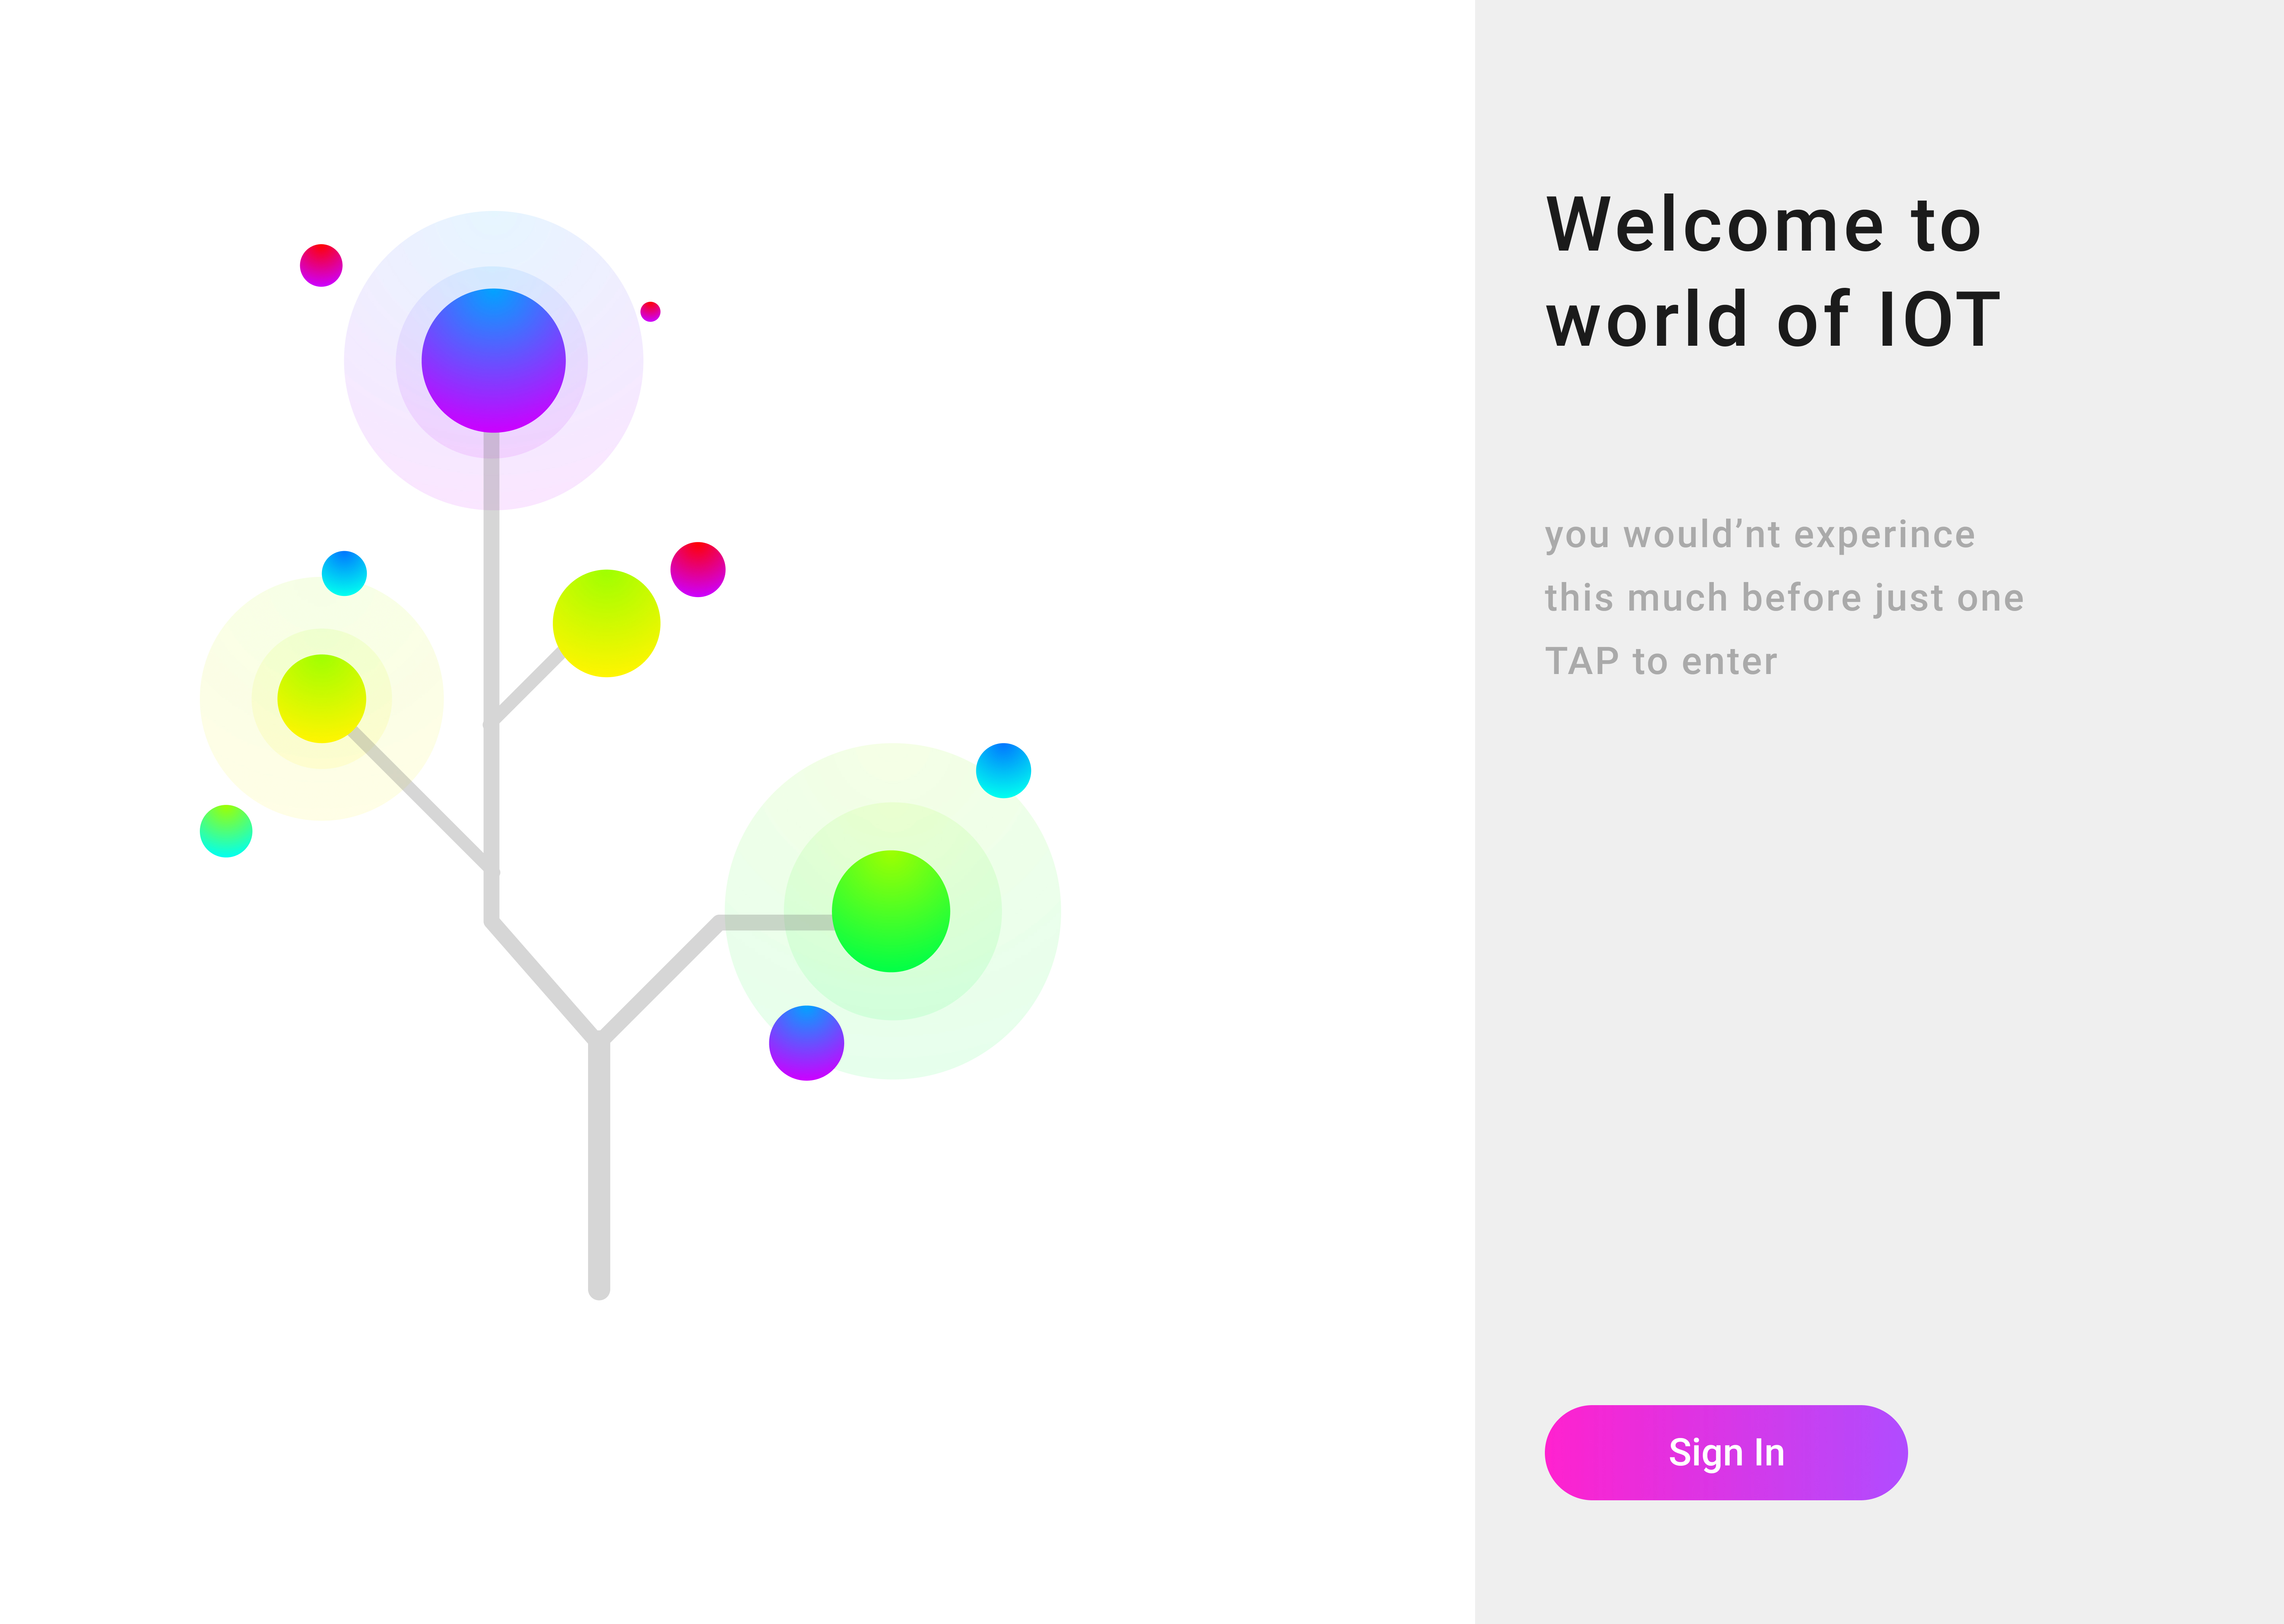 Welcome to
world of IOT
you would’nt experince
this much before just one
TAP to enter
Sign In